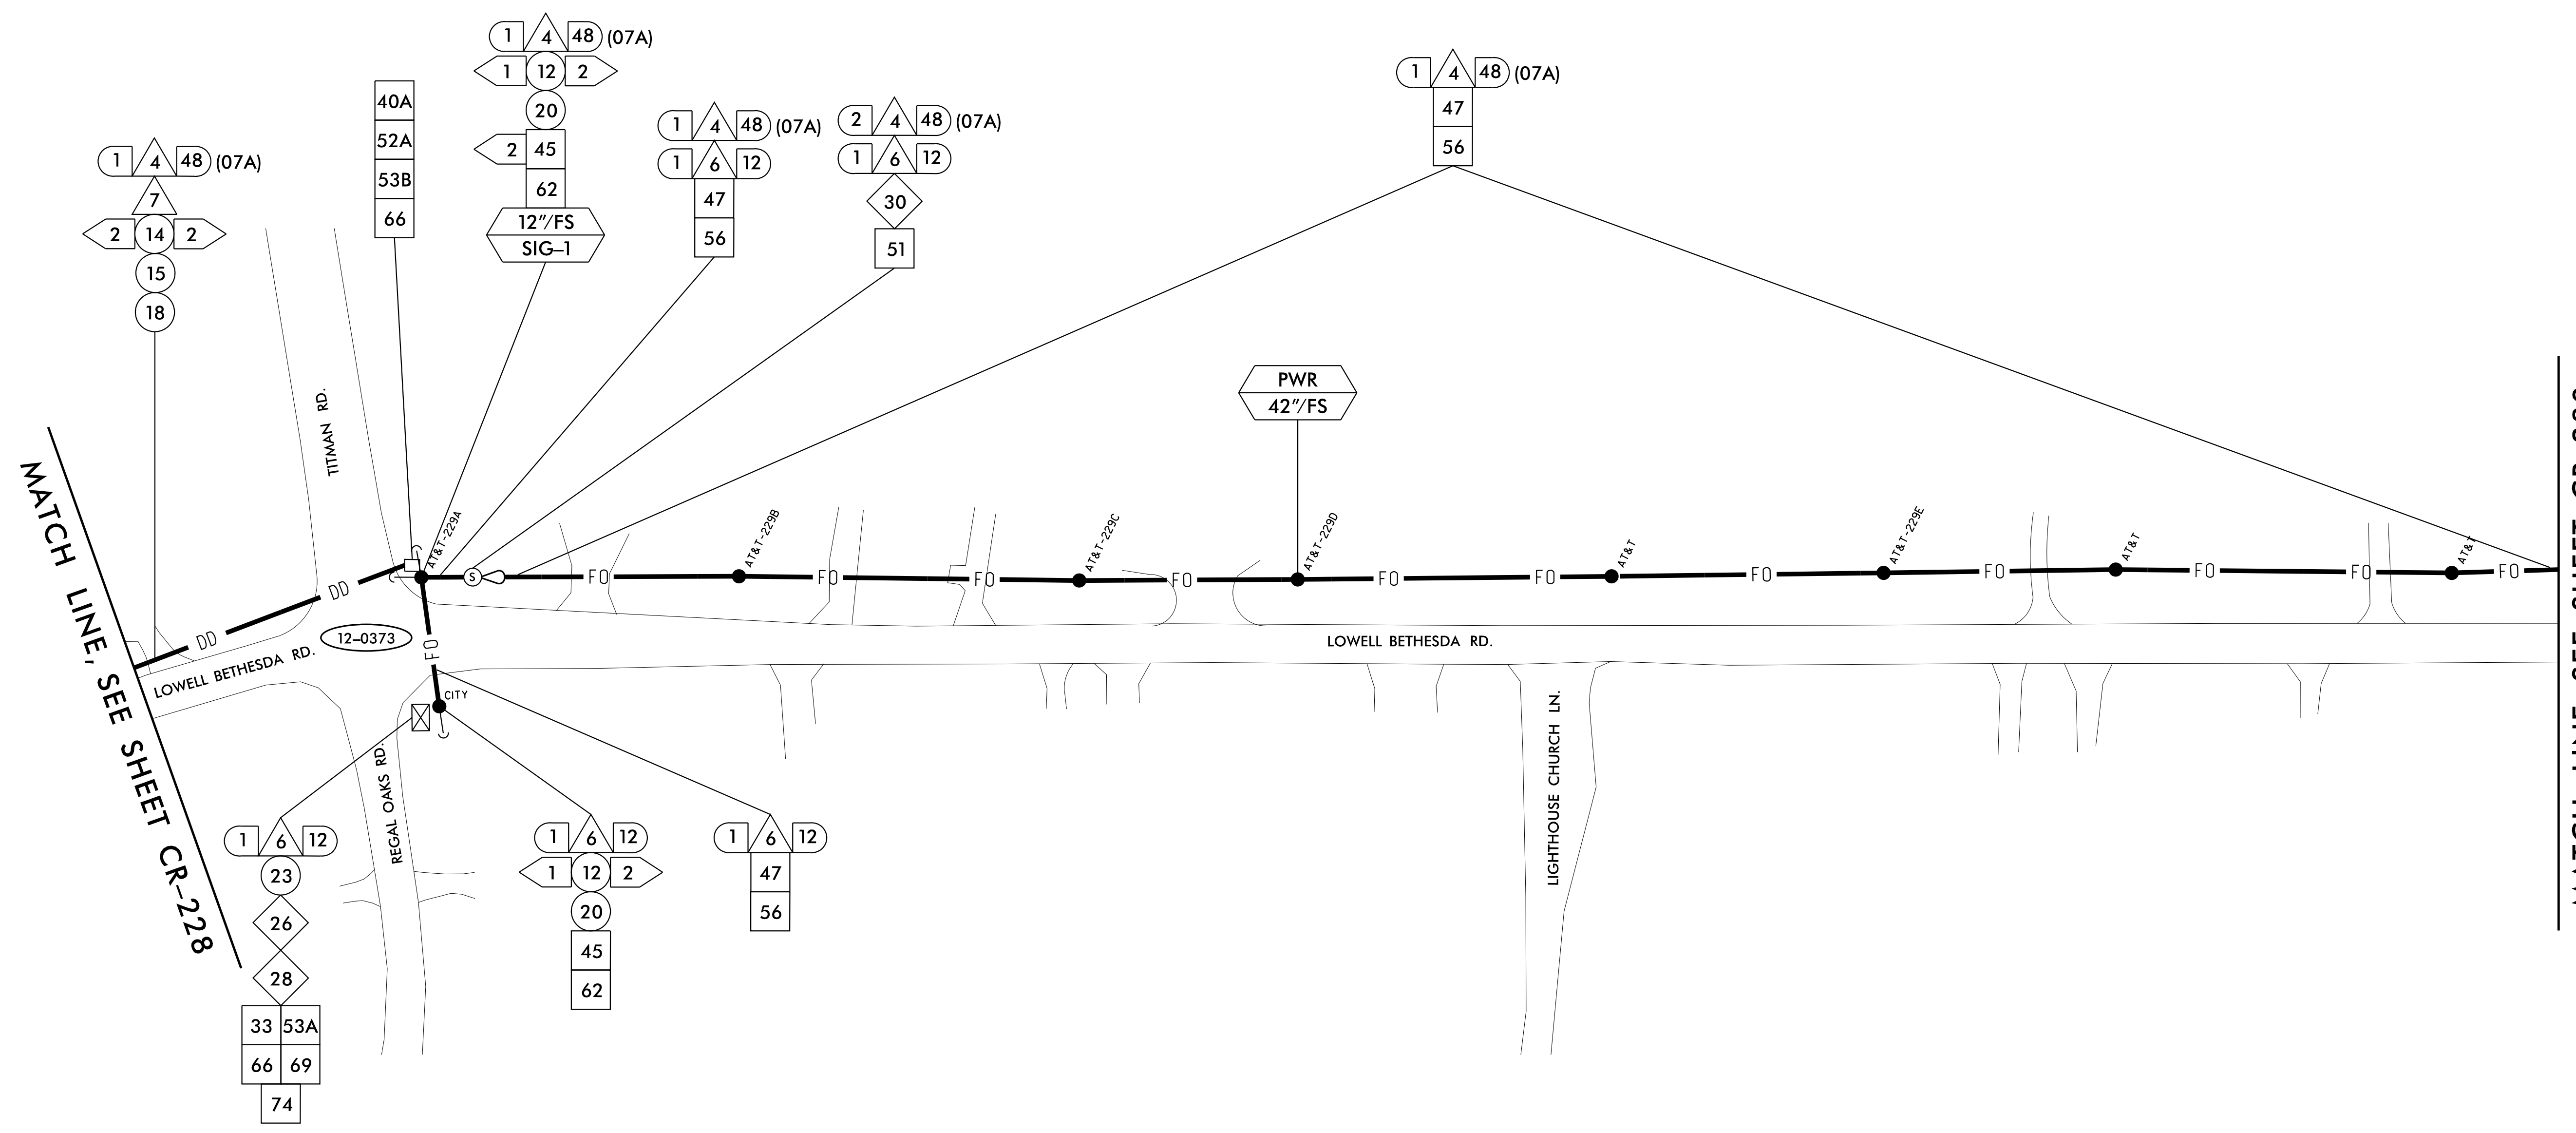 1 4 48 (07A)
7
2 14 2
15
18
40A
52A
53B
66
1 4 48 (07A)
1 12 2
20
2 45
62
12"/FS
SIG-1
1 4 48 (07A)
1 6 12
47
56
2 4 48 (07A)
1 6 12
30
51
1 4 48 (07A)
47
56
PWR
42"/FS
TITMAN RD.
MATCH LINE, SEE SHEET CR-228
AT&T-229A
AT&T-229B
AT&T-229C
AT&T-229D
AT&T
AT&T-229E
AT&T
AT&T
S
FO FO FO FO FO FO FO FO FO FO FO
DD
DD
FO
12-0373
LOWELL BETHESDA RD.
LOWELL BETHESDA RD.
CITY
REGAL OAKS RD.
LIGHTHOUSE CHURCH LN.
1 6 12
23
26
28
33 53A
66 69
74
1 6 12
12
1 12 2
20
45
62
1 6 12
47
56